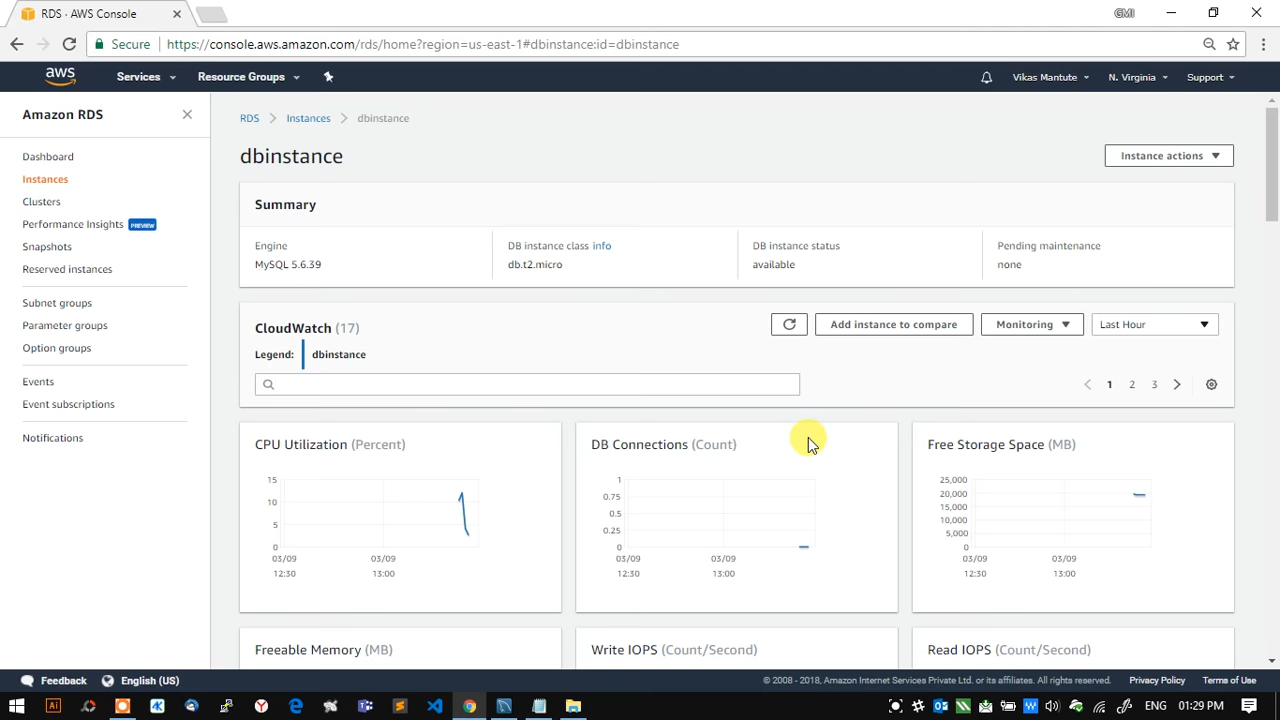 RDS - AWS Console
GMI
Secure https://console.aws.amazon.com/rds/home?region=us-east-1#dbinstance:id=dbinstance
aws Services Resource Groups Vikas Mantute N. Virginia Support
Amazon RDS
Dashboard
Instances
Clusters
Performance Insights PREVIEW
Snapshots
Reserved instances
Subnet groups
Parameter groups
Option groups
Events
Event subscriptions
Notifications
RDS Instances dbinstance
dbinstance
Instance actions
Summary
Engine
MySQL 5.6.39
DB instance class info
db.t2.micro
DB instance status
available
Pending maintenance
none
CloudWatch (17)
Add instance to compare
Monitoring
Last Hour
Legend: dbinstance
1 2 3
CPU Utilization (Percent)
15
10
5
0
03/09 03/09
12:30 13:00
DB Connections (Count)
1
0.75
0.5
0.25
0
03/09 03/09
12:30 13:00
Free Storage Space (MB)
25,000
20,000
15,000
10,000
5,000
0
03/09 03/09
12:30 13:00
Freeable Memory (MB)
Write IOPS (Count/Second)
Read IOPS (Count/Second)
Feedback English (US)
© 2008 - 2018, Amazon Internet Services Private Ltd. or its affiliates. All rights reserved. Privacy Policy Terms of Use
ENG 01:29 PM